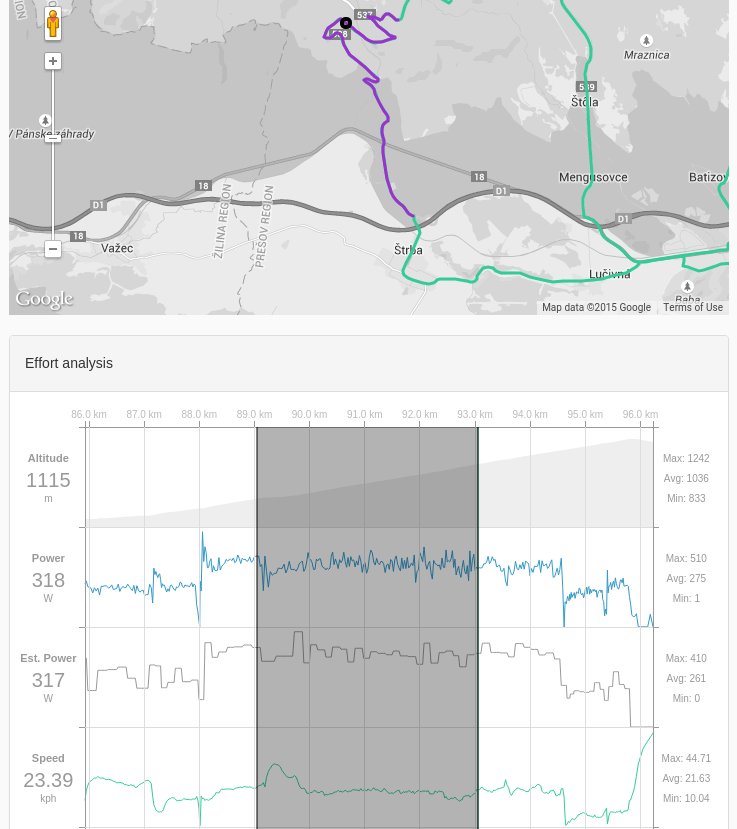 537
538
Mraznica
539
Štôla
V Pánske záhrady
18
18
Mengusovce
Batizov
D1
D1
D1
18
ŽILINA REGION
PREŠOV REGION
Važec
Štrba
Lučivná
Baba
Google
Map data ©2015 Google Terms of Use
Effort analysis
86.0 km 87.0 km 88.0 km 89.0 km 90.0 km 91.0 km 92.0 km 93.0 km 94.0 km 95.0 km 96.0 km
Altitude
1115
m
Max: 1242
Avg: 1036
Min: 833
Power
318
W
Max: 510
Avg: 275
Min: 1
Est. Power
317
W
Max: 410
Avg: 261
Min: 0
Speed
23.39
kph
Max: 44.71
Avg: 21.63
Min: 10.04